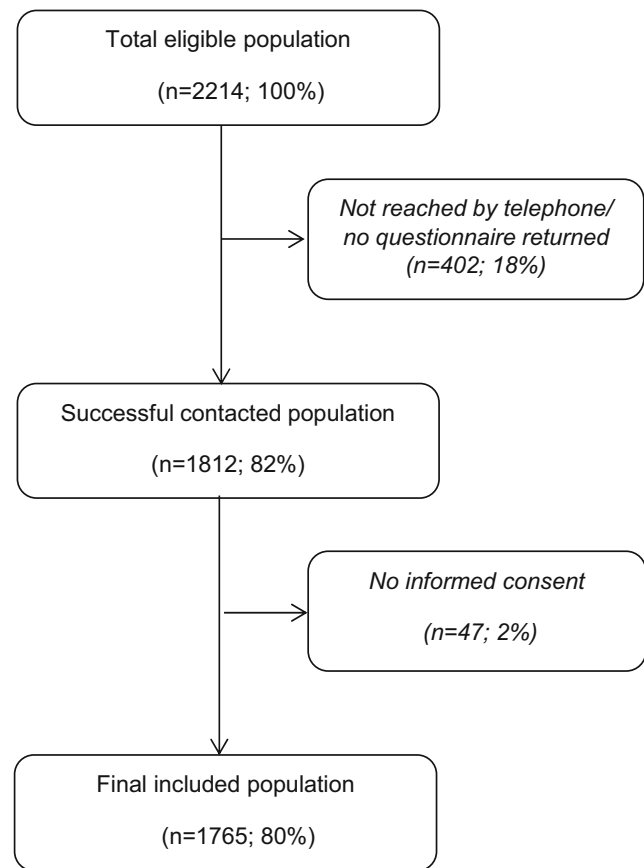 Total eligible population
(n=2214; 100%)
Not reached by telephone/
no questionnaire returned
(n=402; 18%)
Successful contacted population
(n=1812; 82%)
No informed consent
(n=47; 2%)
Final included population
(n=1765; 80%)